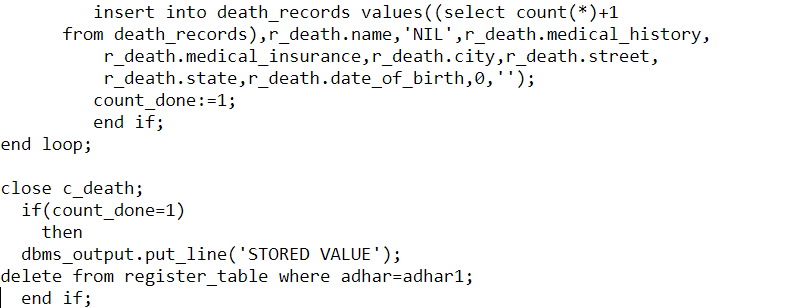 insert into death_records values((select count(*)+1
from death_records),r_death.name,'NIL',r_death.medical_history,
r_death.medical_insurance,r_death.city,r_death.street,
r_death.state,r_death.date_of_birth,0,'');
count_done:=1;
end if;
end loop;
close c_death;
if(count_done=1)
then
dbms_output.put_line('STORED VALUE');
delete from register_table where adhar=adhar1;
end if;